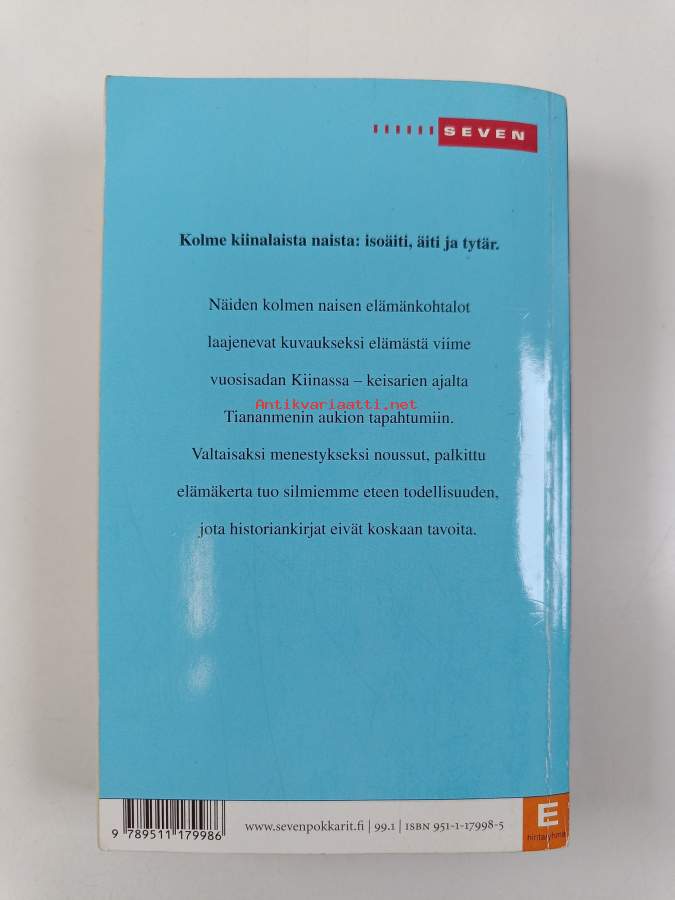 SEVEN
Kolme kiinalaista naista: isoäiti, äiti ja tytär.
Näiden kolmen naisen elämänkohtalot
laajenevat kuvaukseksi elämästä viime
vuosisadan Kiinassa – keisarien ajalta
Antikvariaatti.net
Tiananmenin aukion tapahtumiin.
Valtaisaksi menestykseksi noussut, palkittu
elämäkerta tuo silmiemme eteen todellisuuden,
jota historiankirjat eivät koskaan tavoita.
9 789511 179986
www.sevenpokkarit.fi | 99.1 | ISBN 951-1-17998-5
E
hintaryhmä